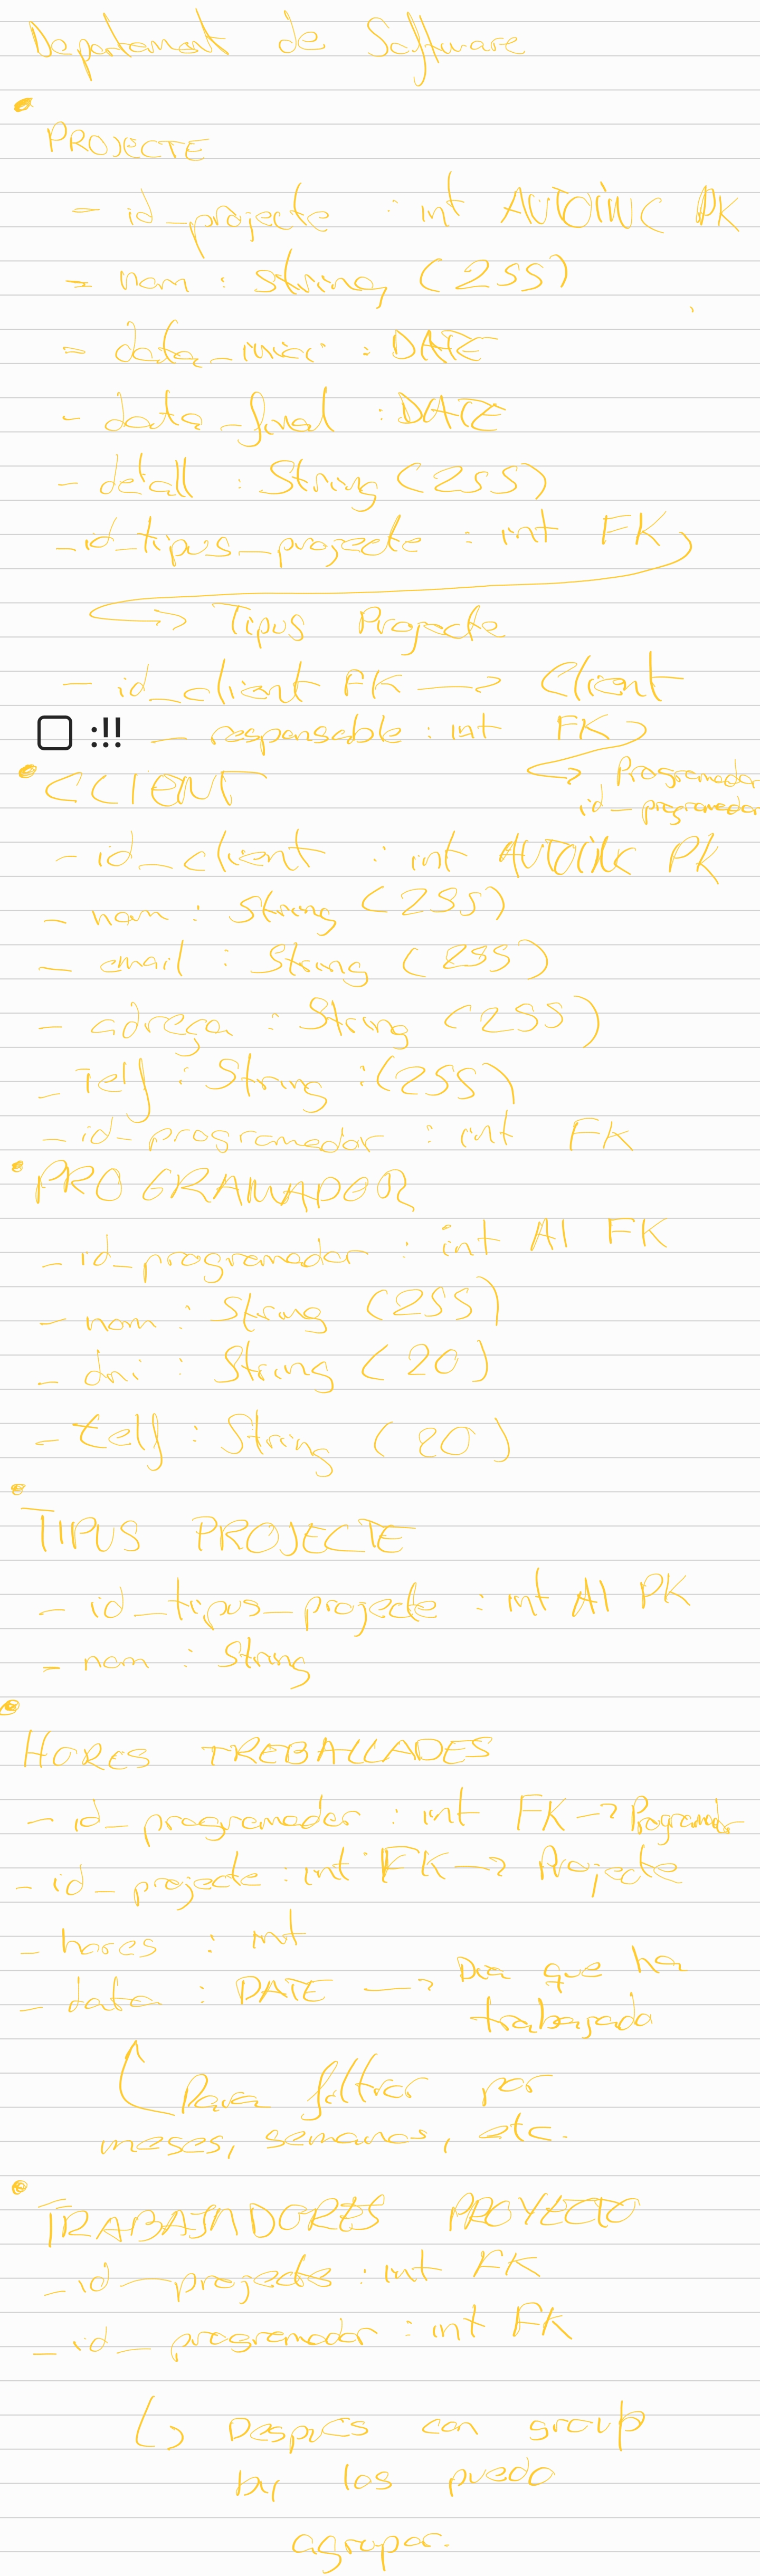 Departament de Software
PROJECTE
- id_projecte : int AUTOINC PK
- nom : String (255)
- data_inici : DATE
- data_final : DATE
- detall : String (255)
- id_tipus_projecte : int FK
→ Tipus Projecte
- id_client FK → Client
- responsable : int FK
→ Programador
id_programador
CLIENT
- id_client : int AUTOINC PK
- nom : String (255)
- email : String (255)
- adreça : String (255)
- Telf : String : (255)
- id_programador : int FK
PROGRAMADOR
- id_programador : int AI FK
- nom : String (255)
- dni : String (20)
- telf : String (20)
TIPUS PROJECTE
- id_tipus_projecte : int AI PK
- nom : String
HORES TREBALLADES
- id_programador : int FK → Programador
- id_projecte : int FK → Projecte
- hores : int
- data : DATE → Dia que ha
trabajado
Para filtrar por
meses, semanas, etc.
TRABAJADORES PROYECTO
- id_projecte : int FK
- id_programador : int FK
↳ Despues con group
by los puedo
agrupar.